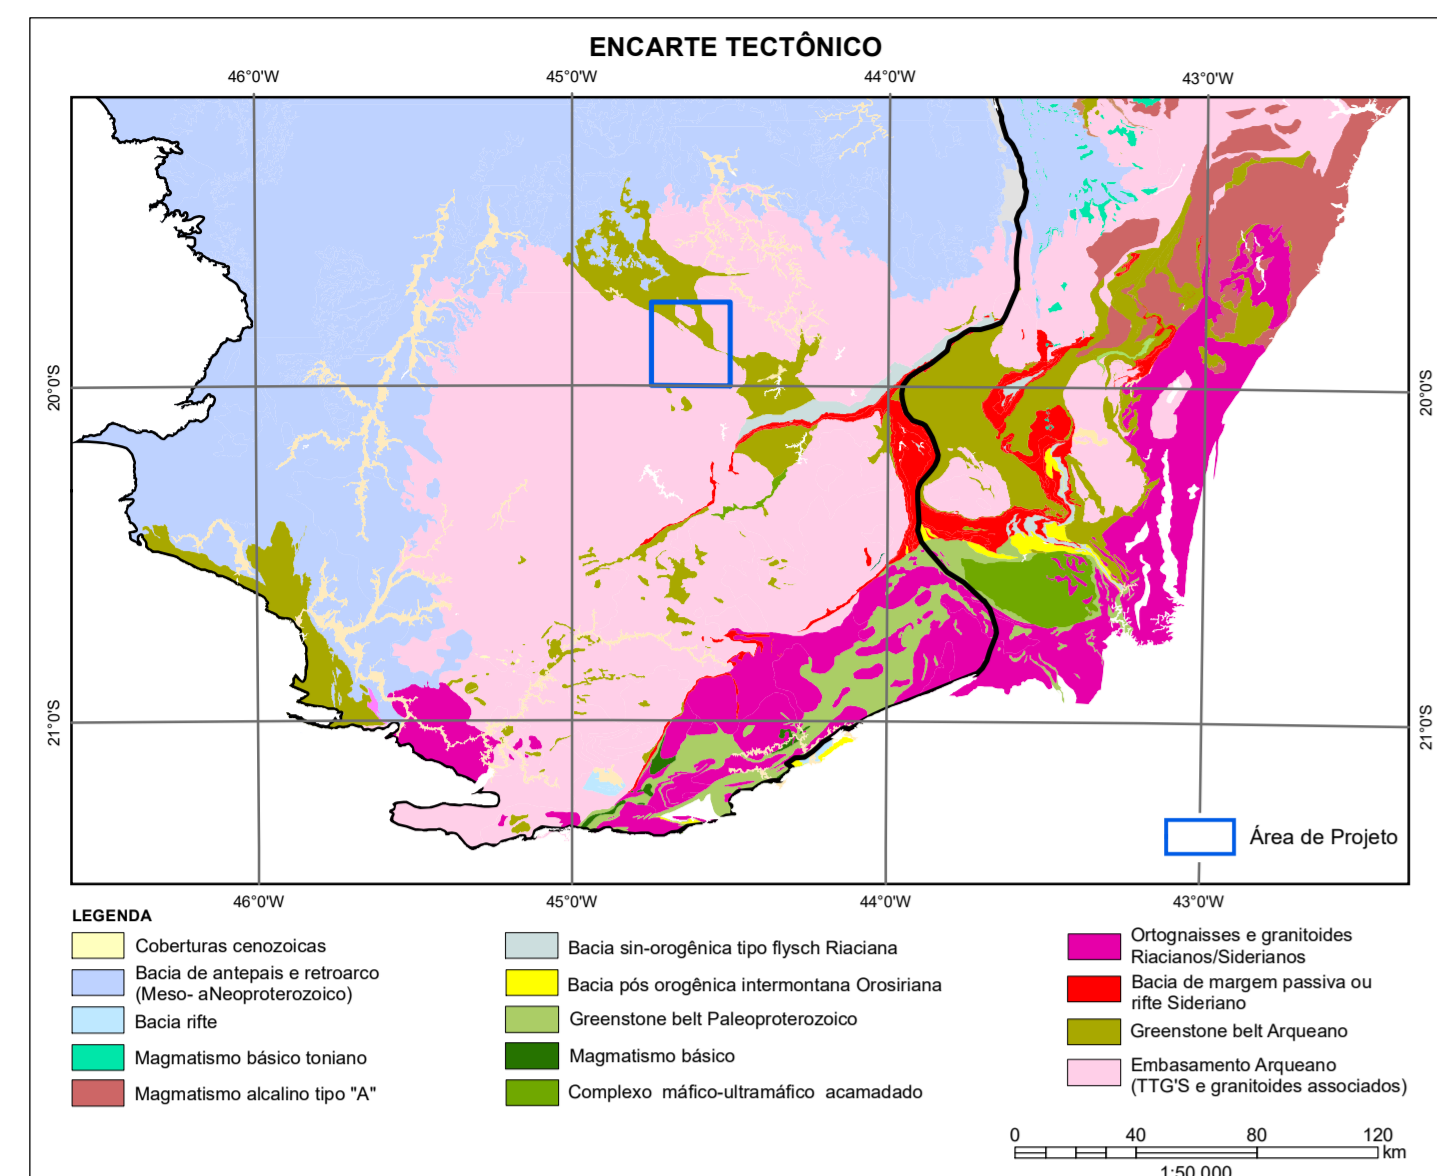 ENCARTE TECTÔNICO
46°0'W 45°0'W 44°0'W 43°0'W
20°0'S 20°0'S
21°0'S 21°0'S
Área de Projeto
46°0'W 45°0'W 44°0'W 43°0'W
LEGENDA
Coberturas cenozoicas
Bacia de antepais e retroarco
(Meso- aNeoproterozoico)
Bacia rifte
Magmatismo básico toniano
Magmatismo alcalino tipo "A"
Bacia sin-orogênica tipo flysch Riaciana
Bacia pós orogênica intermontana Orosiriana
Greenstone belt Paleoproterozoico
Magmatismo básico
Complexo máfico-ultramáfico acamadado
Ortognaisses e granitoides
Riacianos/Siderianos
Bacia de margem passiva ou
rifte Sideriano
Greenstone belt Arqueano
Embasamento Arqueano
(TTG'S e granitoides associados)
0 40 80 120
km
1:50.000